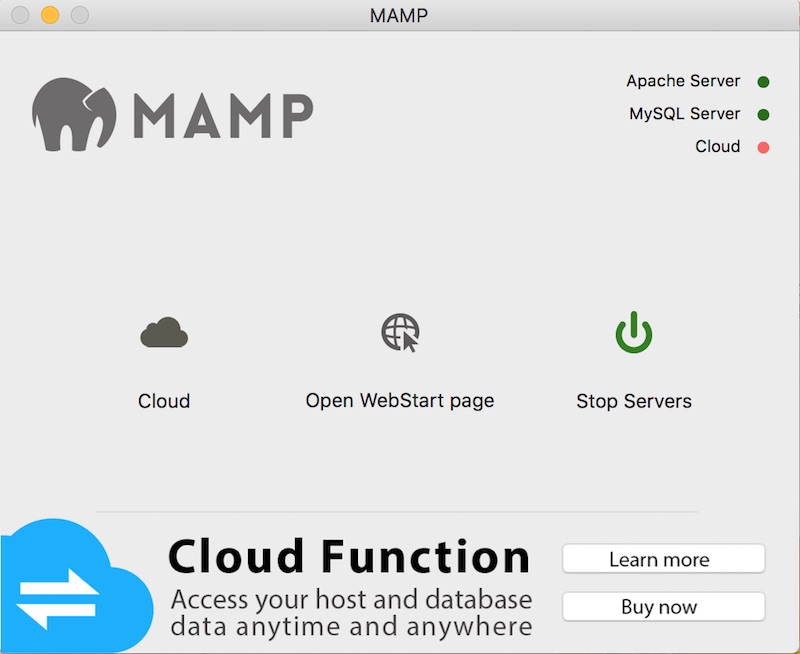 MAMP
MAMP
Apache Server
MySQL Server
Cloud
Cloud
Open WebStart page
Stop Servers
Cloud Function
Access your host and database
data anytime and anywhere
Learn more
Buy now